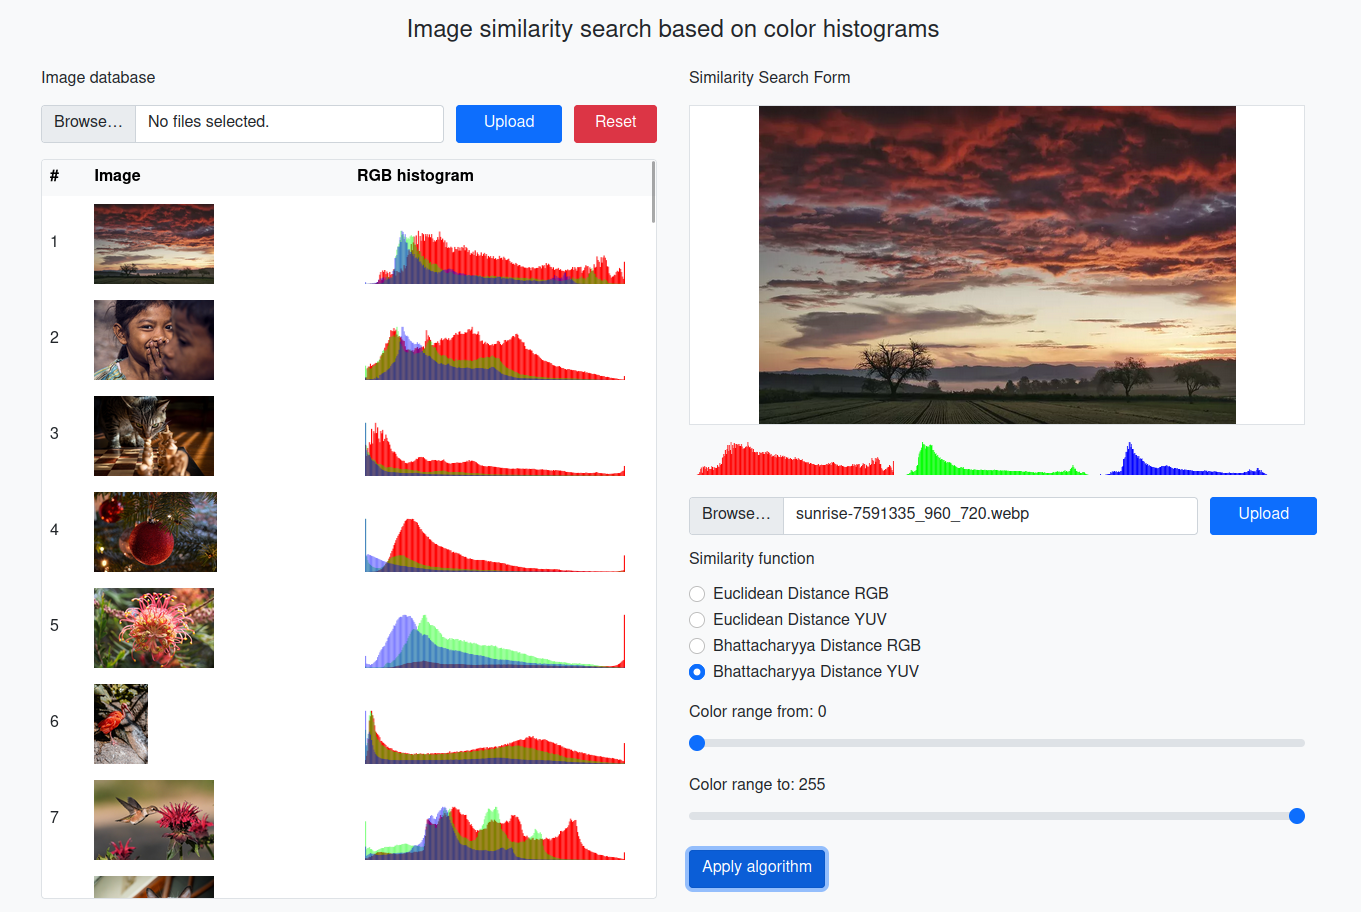 Image similarity search based on color histograms
Image database
Browse... No files selected. Upload Reset
# Image RGB histogram
1
2
3
4
5
6
7
Similarity Search Form
Browse... sunrise-7591335_960_720.webp Upload
Similarity function
Euclidean Distance RGB
Euclidean Distance YUV
Bhattacharyya Distance RGB
Bhattacharyya Distance YUV
Color range from: 0
Color range to: 255
Apply algorithm